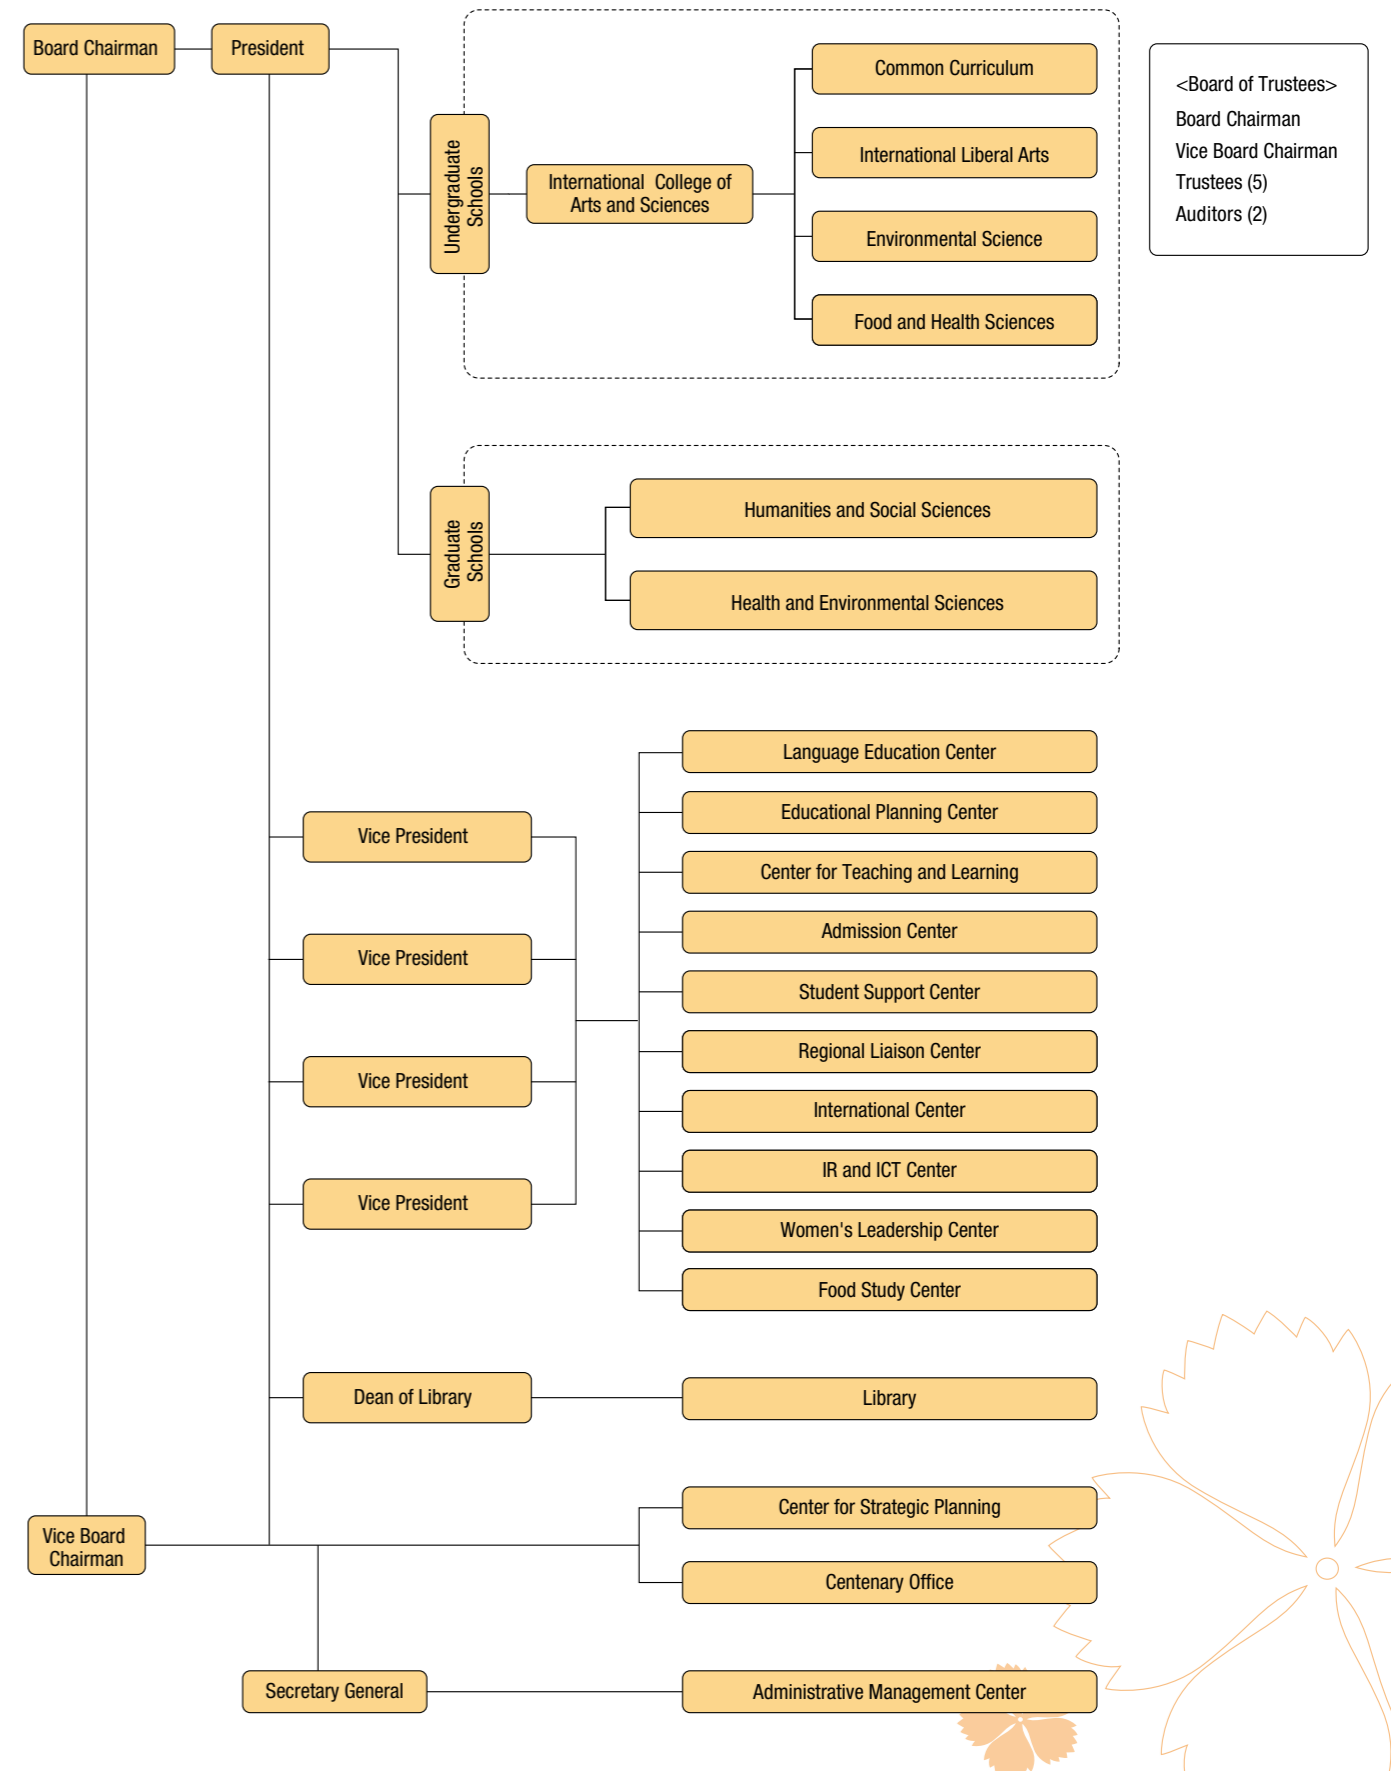 Board Chairman
President
Undergraduate
Schools
International College of
Arts and Sciences
Common Curriculum
International Liberal Arts
Environmental Science
Food and Health Sciences
<Board of Trustees>
Board Chairman
Vice Board Chairman
Trustees (5)
Auditors (2)
Graduate
Schools
Humanities and Social Sciences
Health and Environmental Sciences
Vice President
Vice President
Vice President
Vice President
Language Education Center
Educational Planning Center
Center for Teaching and Learning
Admission Center
Student Support Center
Regional Liaison Center
International Center
IR and ICT Center
Women's Leadership Center
Food Study Center
Dean of Library
Library
Vice Board
Chairman
Center for Strategic Planning
Centenary Office
Secretary General
Administrative Management Center